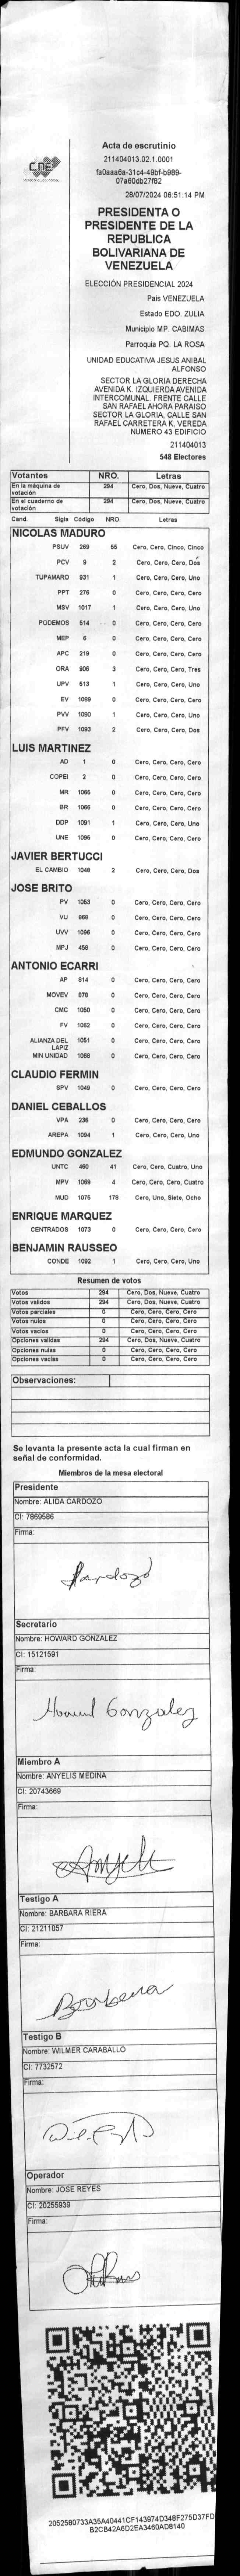 CNE
Acta de escrutinio
211404013.02.1.0001
fa0aaa6a-31c4-49bf-b989-
07a60db27f82
28/07/2024 06:51:14 PM
PRESIDENTA O
PRESIDENTE DE LA
REPUBLICA
BOLIVARIANA DE
VENEZUELA
ELECCIÓN PRESIDENCIAL 2024
Pais VENEZUELA
Estado EDO. ZULIA
Municipio MP. CABIMAS
Parroquia PQ. LA ROSA
UNIDAD EDUCATIVA JESUS ANIBAL
ALFONSO
SECTOR LA GLORIA DERECHA
AVENIDA K. IZQUIERDA AVENIDA
INTERCOMUNAL. FRENTE CALLE
SAN RAFAEL AHORA PARAISO
SECTOR LA GLORIA, CALLE SAN
RAFAEL CARRETERA K, VEREDA
NUMERO 43 EDIFICIO
211404013
548 Electores
Votantes NRO. Letras
En la máquina de votación 294 Cero, Dos, Nueve, Cuatro
En el cuaderno de votación 294 Cero, Dos, Nueve, Cuatro
Cand. Sigla Código NRO. Letras
NICOLAS MADURO
PSUV 269 55 Cero, Cero, Cinco, Cinco
PCV 9 2 Cero, Cero, Cero, Dos
TUPAMARO 931 1 Cero, Cero, Cero, Uno
PPT 276 0 Cero, Cero, Cero, Cero
MSV 1017 1 Cero, Cero, Cero, Uno
PODEMOS 514 0 Cero, Cero, Cero, Cero
MEP 6 0 Cero, Cero, Cero, Cero
APC 219 0 Cero, Cero, Cero, Cero
ORA 906 3 Cero, Cero, Cero, Tres
UPV 513 1 Cero, Cero, Cero, Uno
EV 1089 0 Cero, Cero, Cero, Cero
PVV 1090 1 Cero, Cero, Cero, Uno
PFV 1093 2 Cero, Cero, Cero, Dos
LUIS MARTINEZ
AD 1 0 Cero, Cero, Cero, Cero
COPEI 2 0 Cero, Cero, Cero, Cero
MR 1065 0 Cero, Cero, Cero, Cero
BR 1066 0 Cero, Cero, Cero, Cero
DDP 1091 1 Cero, Cero, Cero, Uno
UNE 1095 0 Cero, Cero, Cero, Cero
JAVIER BERTUCCI
EL CAMBIO 1048 2 Cero, Cero, Cero, Dos
JOSE BRITO
PV 1053 0 Cero, Cero, Cero, Cero
VU 868 0 Cero, Cero, Cero, Cero
UVV 1096 0 Cero, Cero, Cero, Cero
MPJ 458 0 Cero, Cero, Cero, Cero
ANTONIO ECARRI
AP 814 0 Cero, Cero, Cero, Cero
MOVEV 878 0 Cero, Cero, Cero, Cero
CMC 1050 0 Cero, Cero, Cero, Cero
FV 1062 0 Cero, Cero, Cero, Cero
ALIANZA DEL LAPIZ 1051 0 Cero, Cero, Cero, Cero
MIN UNIDAD 1058 0 Cero, Cero, Cero, Cero
CLAUDIO FERMIN
SPV 1049 0 Cero, Cero, Cero, Cero
DANIEL CEBALLOS
VPA 236 0 Cero, Cero, Cero, Cero
AREPA 1094 1 Cero, Cero, Cero, Uno
EDMUNDO GONZALEZ
UNTC 460 41 Cero, Cero, Cuatro, Uno
MPV 1069 4 Cero, Cero, Cero, Cuatro
MUD 1075 178 Cero, Uno, Siete, Ocho
ENRIQUE MARQUEZ
CENTRADOS 1073 0 Cero, Cero, Cero, Cero
BENJAMIN RAUSSEO
CONDE 1092 1 Cero, Cero, Cero, Uno
Resumen de votos
Votos 294 Cero, Dos, Nueve, Cuatro
Votos válidos 294 Cero, Dos, Nueve, Cuatro
Votos parciales 0 Cero, Cero, Cero, Cero
Votos nulos 0 Cero, Cero, Cero, Cero
Votos vacíos 0 Cero, Cero, Cero, Cero
Opciones válidas 294 Cero, Dos, Nueve, Cuatro
Opciones nulas 0 Cero, Cero, Cero, Cero
Opciones vacías 0 Cero, Cero, Cero, Cero
Observaciones:
Se levanta la presente acta la cual firman en
señal de conformidad.
Miembros de la mesa electoral
Presidente
Nombre: ALIDA CARDOZO
CI: 7869586
Firma:
Secretario
Nombre: HOWARD GONZALEZ
CI: 15121591
Firma:
Howard Gonzalez
Miembro A
Nombre: ANYELIS MEDINA
CI: 20743669
Firma:
Testigo A
Nombre: BARBARA RIERA
CI: 21211057
Firma:
Testigo B
Nombre: WILMER CARABALLO
CI: 7732572
Firma:
Operador
Nombre: JOSE REYES
CI: 20255939
Firma:
2052580733A35A40441CF143974D348F275D37FD
B2CB42A6D2EA3460AD8140